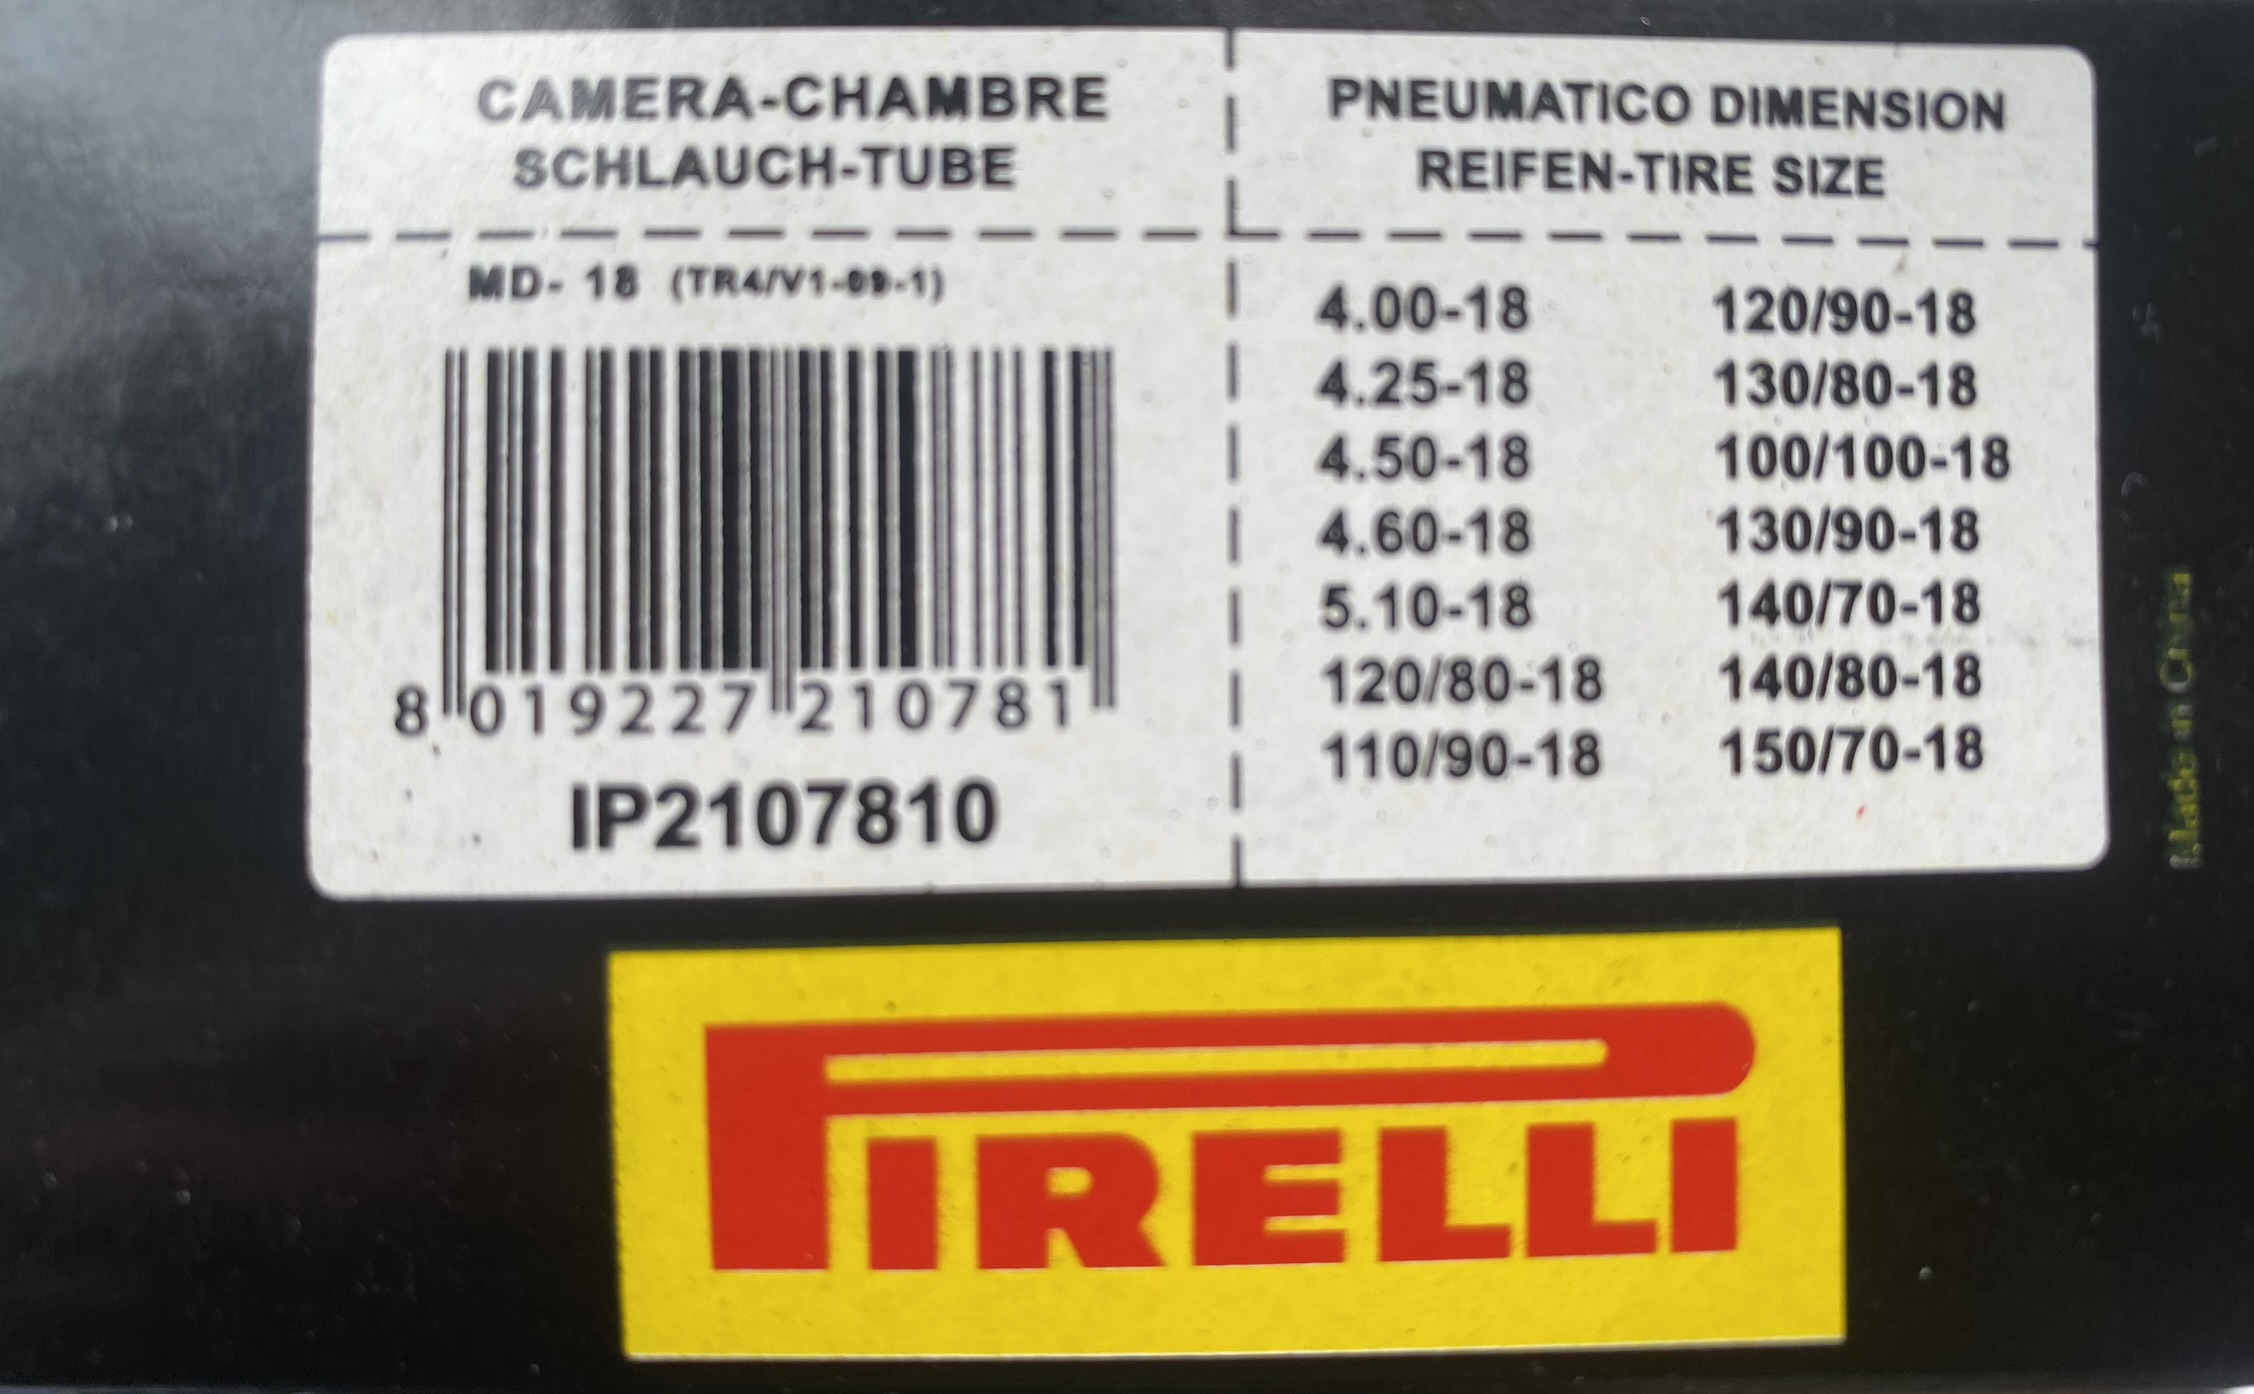 CAMERA-CHAMBRE
SCHLAUCH-TUBE
MD- 18 (TR4/V1-09-1)
8 019227 210781
IP2107810
PNEUMATICO DIMENSION
REIFEN-TIRE SIZE
4.00-18 120/90-18
4.25-18 130/80-18
4.50-18 100/100-18
4.60-18 130/90-18
5.10-18 140/70-18
120/80-18 140/80-18
110/90-18 150/70-18
Made in China
PIRELLI